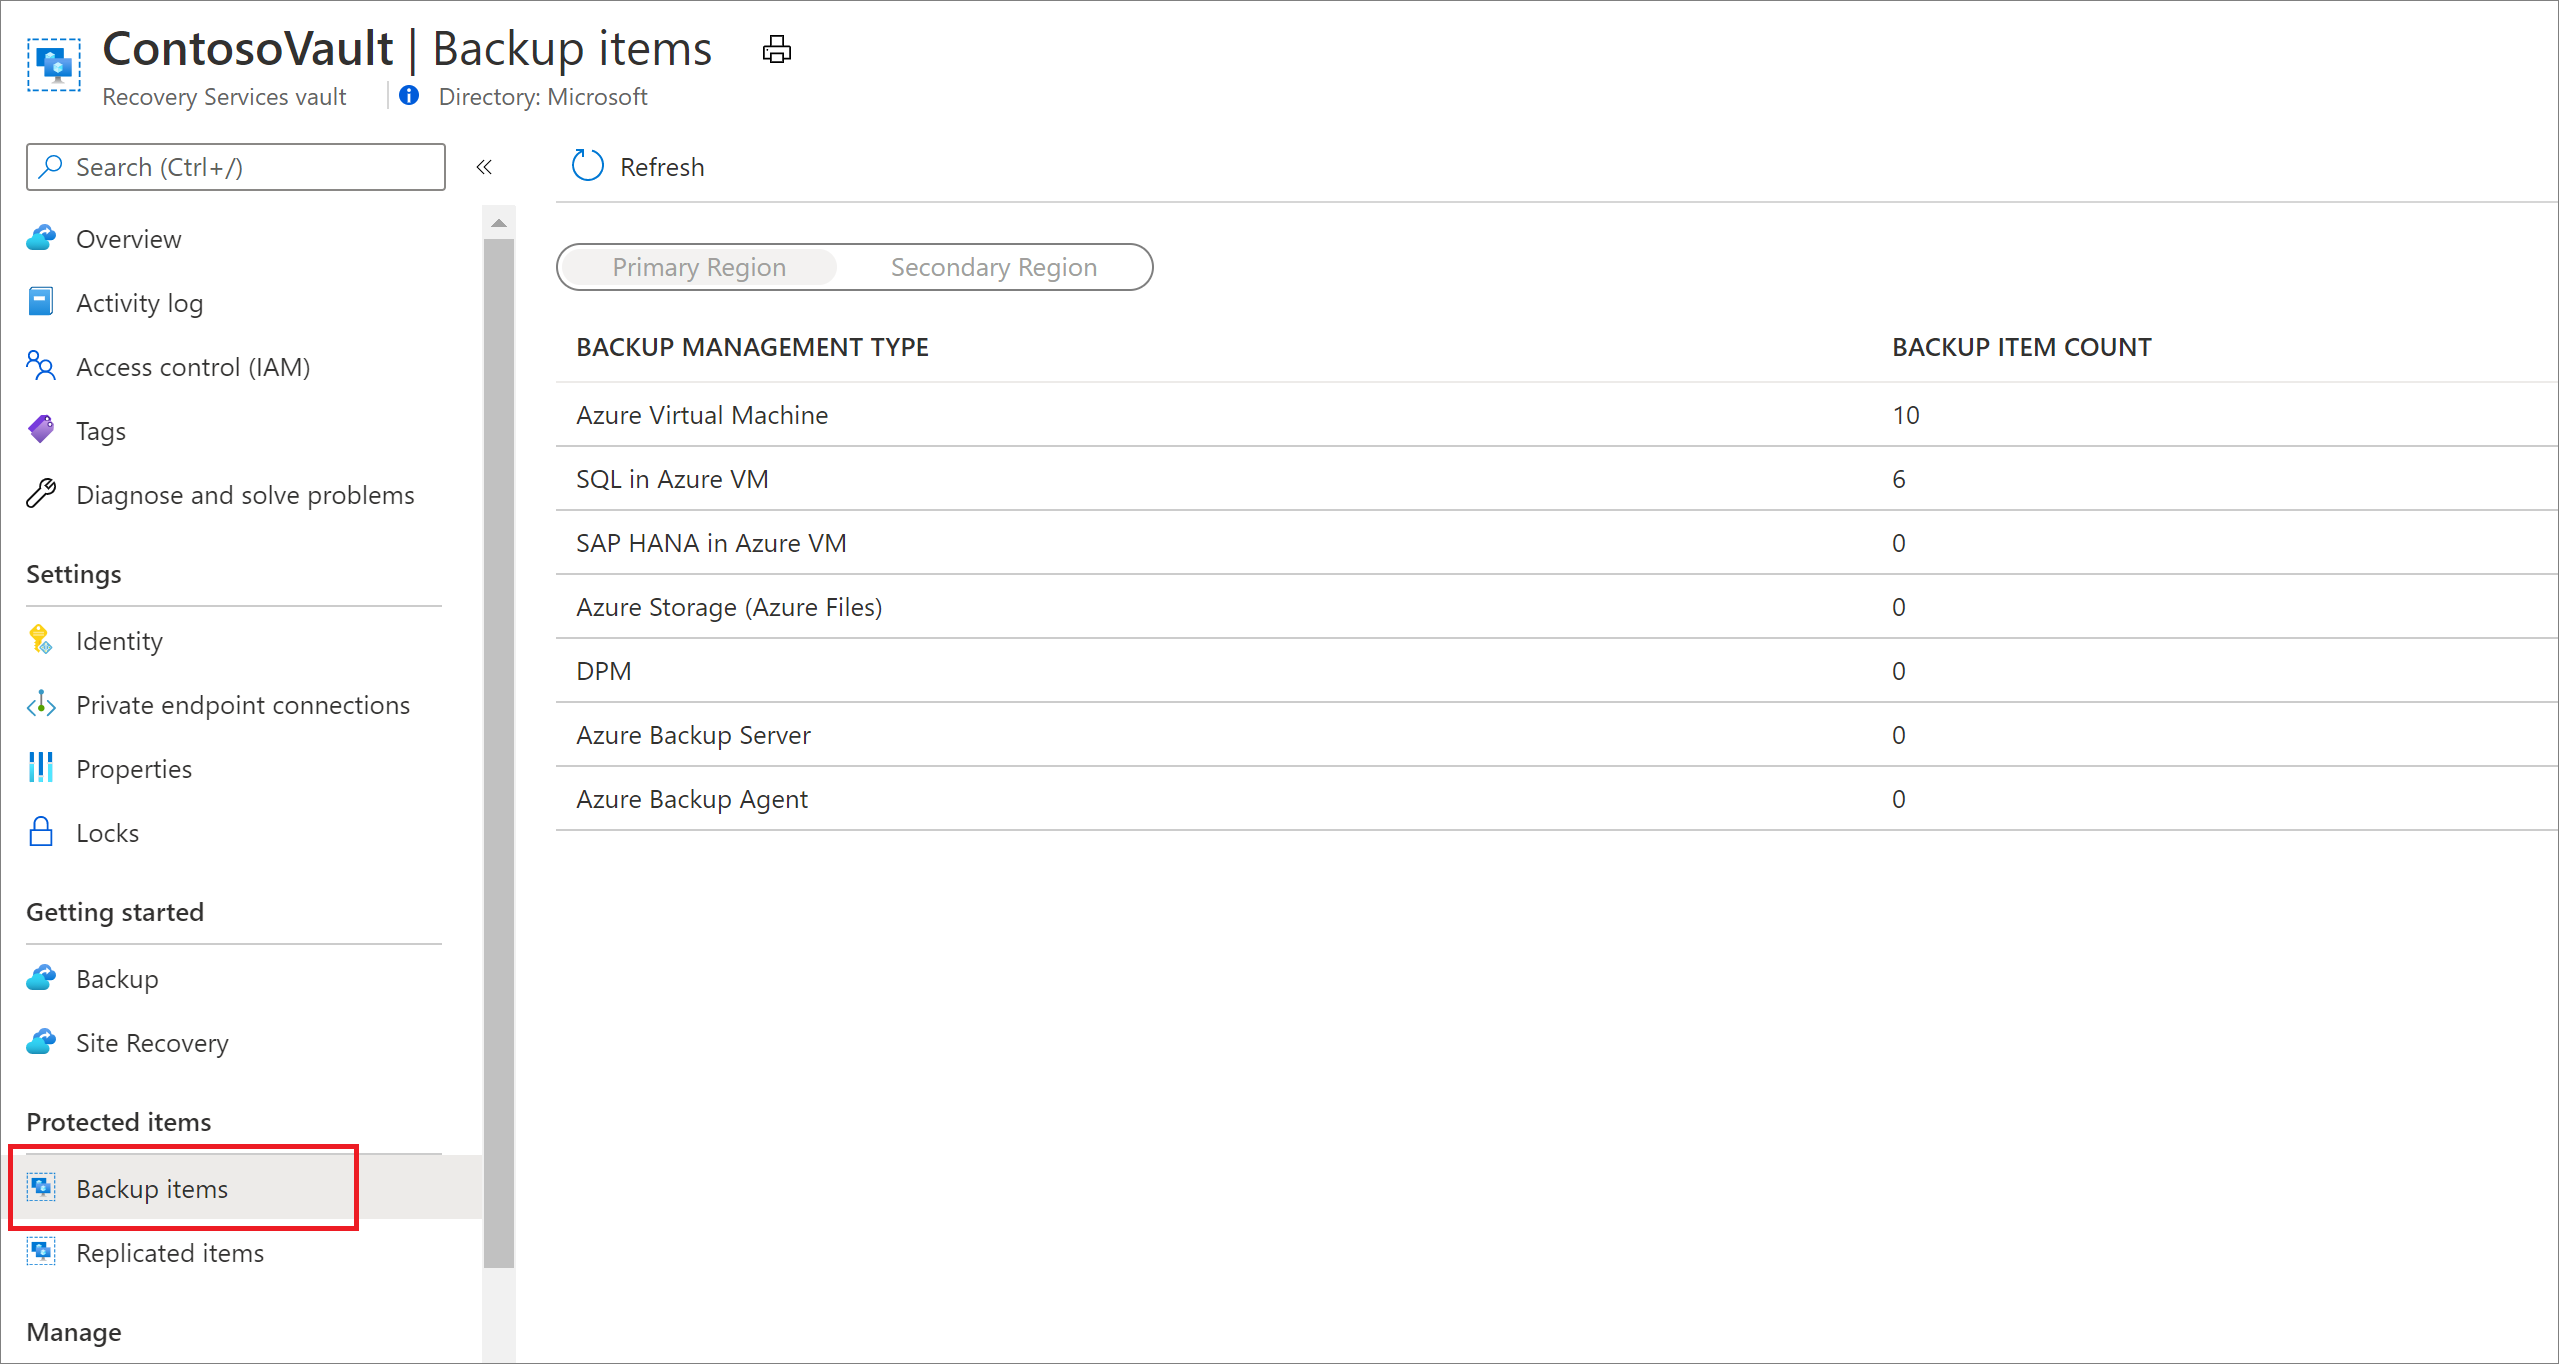 ContosoVault | Backup items
Recovery Services vault
Directory: Microsoft
Search (Ctrl+/)
«
Overview
Activity log
Access control (IAM)
Tags
Diagnose and solve problems
Settings
Identity
Private endpoint connections
Properties
Locks
Getting started
Backup
Site Recovery
Protected items
Backup items
Replicated items
Manage
Refresh
Primary Region Secondary Region
BACKUP MANAGEMENT TYPE BACKUP ITEM COUNT
Azure Virtual Machine 10
SQL in Azure VM 6
SAP HANA in Azure VM 0
Azure Storage (Azure Files) 0
DPM 0
Azure Backup Server 0
Azure Backup Agent 0